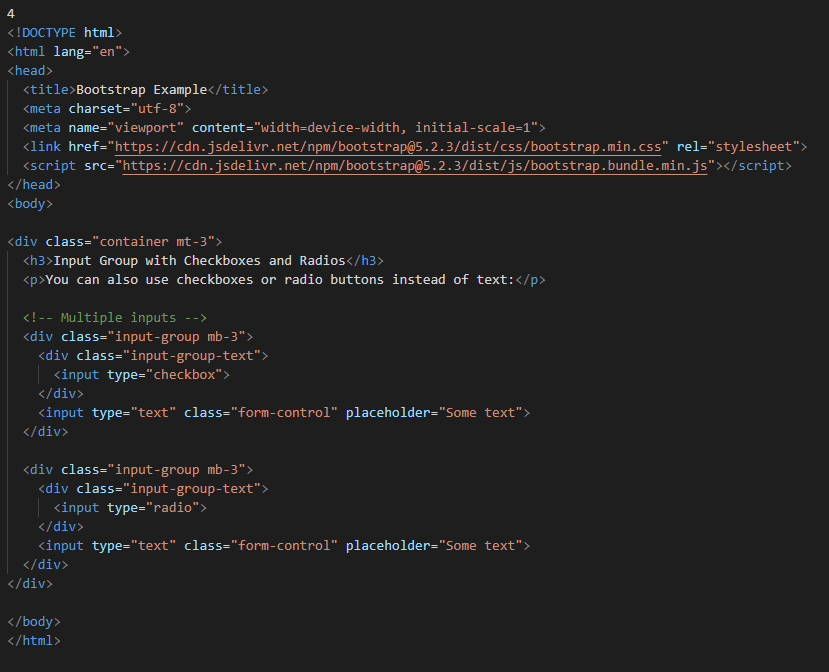 4
<!DOCTYPE html>
<html lang="en">
<head>
  <title>Bootstrap Example</title>
  <meta charset="utf-8">
  <meta name="viewport" content="width=device-width, initial-scale=1">
  <link href="https://cdn.jsdelivr.net/npm/bootstrap@5.2.3/dist/css/bootstrap.min.css" rel="stylesheet">
  <script src="https://cdn.jsdelivr.net/npm/bootstrap@5.2.3/dist/js/bootstrap.bundle.min.js"></script>
</head>
<body>

<div class="container mt-3">
  <h3>Input Group with Checkboxes and Radios</h3>
  <p>You can also use checkboxes or radio buttons instead of text:</p>

  <!-- Multiple inputs -->
  <div class="input-group mb-3">
    <div class="input-group-text">
      <input type="checkbox">
    </div>
    <input type="text" class="form-control" placeholder="Some text">
  </div>

  <div class="input-group mb-3">
    <div class="input-group-text">
      <input type="radio">
    </div>
    <input type="text" class="form-control" placeholder="Some text">
  </div>
</div>

</body>
</html>